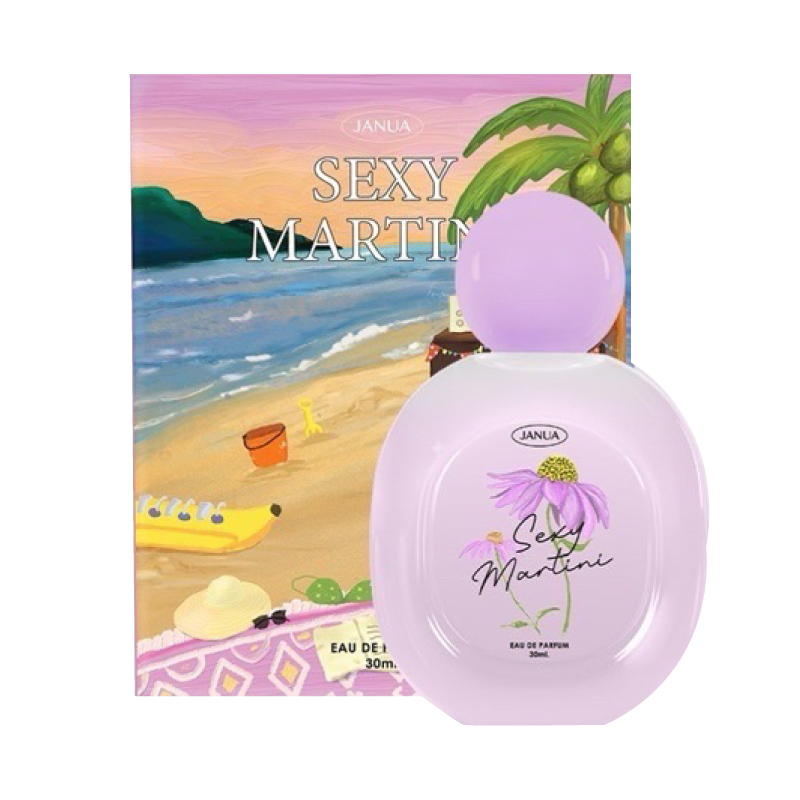 JANUA
SEXY
MARTIN
EAU DE
30ml.
JANUA
Sexy
Martini
EAU DE PARFUM
30ml.